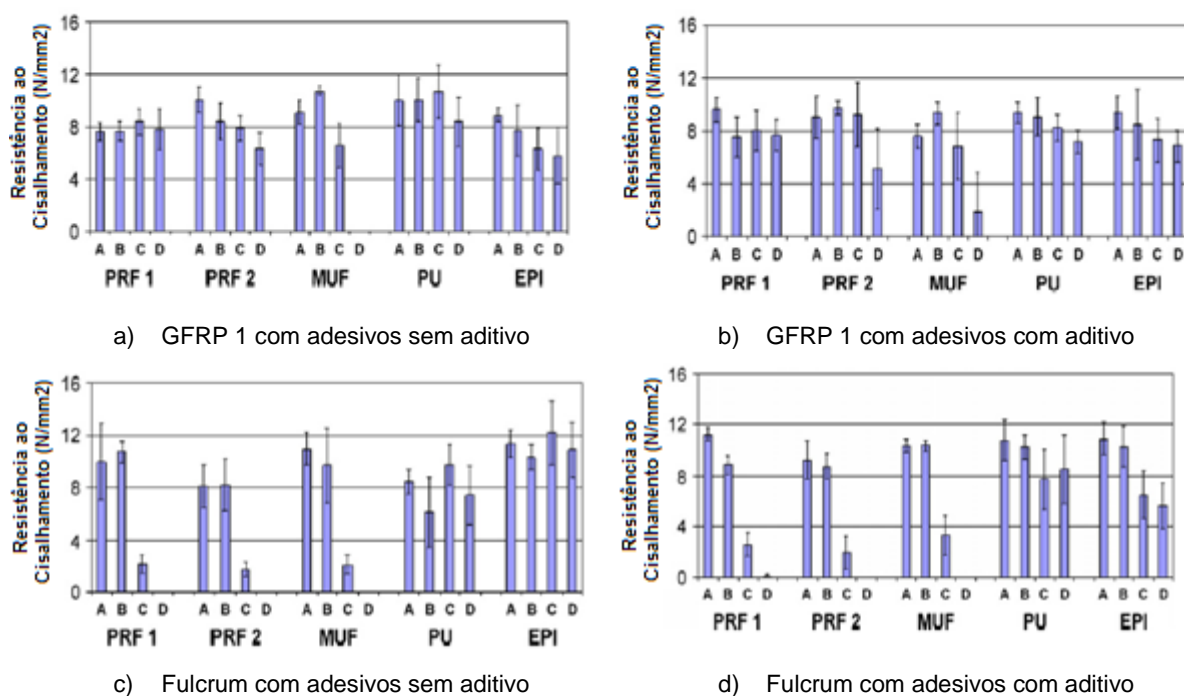 Resistência ao
Cisalhamento (N/mm2)
16
12
8
4
0
A B C D A B C D A B C D A B C D A B C D
PRF 1 PRF 2 MUF PU EPI
a) GFRP 1 com adesivos sem aditivo
Resistência ao
Cisalhamento (N/mm2)
16
12
8
4
0
A B C D A B C D A B C D A B C D A B C D
PRF 1 PRF 2 MUF PU EPI
b) GFRP 1 com adesivos com aditivo
Resistência ao
Cisalhamento (N/mm2)
16
12
8
4
0
A B C D A B C D A B C D A B C D A B C D
PRF 1 PRF 2 MUF PU EPI
c) Fulcrum com adesivos sem aditivo
Resistência ao
Cisalhamento (N/mm2)
16
12
8
4
0
A B C D A B C D A B C D A B C D A B C D
PRF 1 PRF 2 MUF PU EPI
d) Fulcrum com adesivos com aditivo